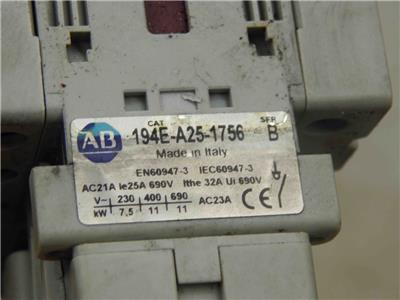 CAT SER
AB 194E-A25-1756 B
Made in Italy
EN60947-3 IEC60947-3
AC21A Ie25A 690V Ithe 32A Ui 690V
V~ 230 400 690 AC23A CE
kW 7,5 11 11